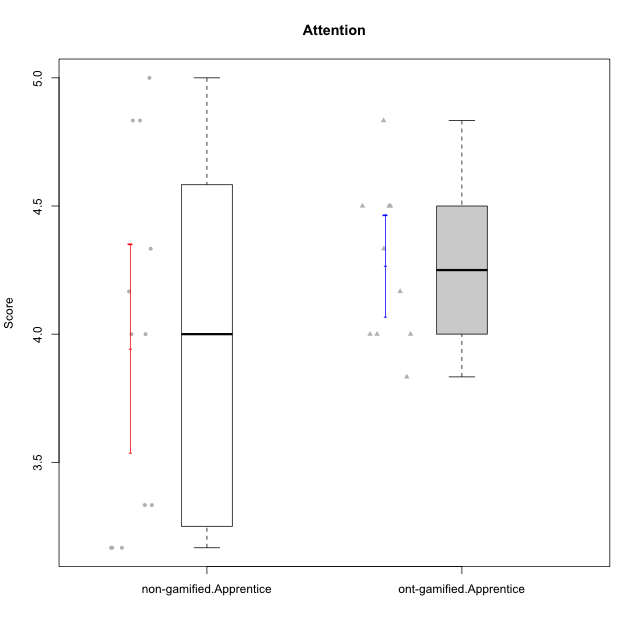 Attention
Score
5.0
4.5
4.0
3.5
non-gamified.Apprentice
ont-gamified.Apprentice